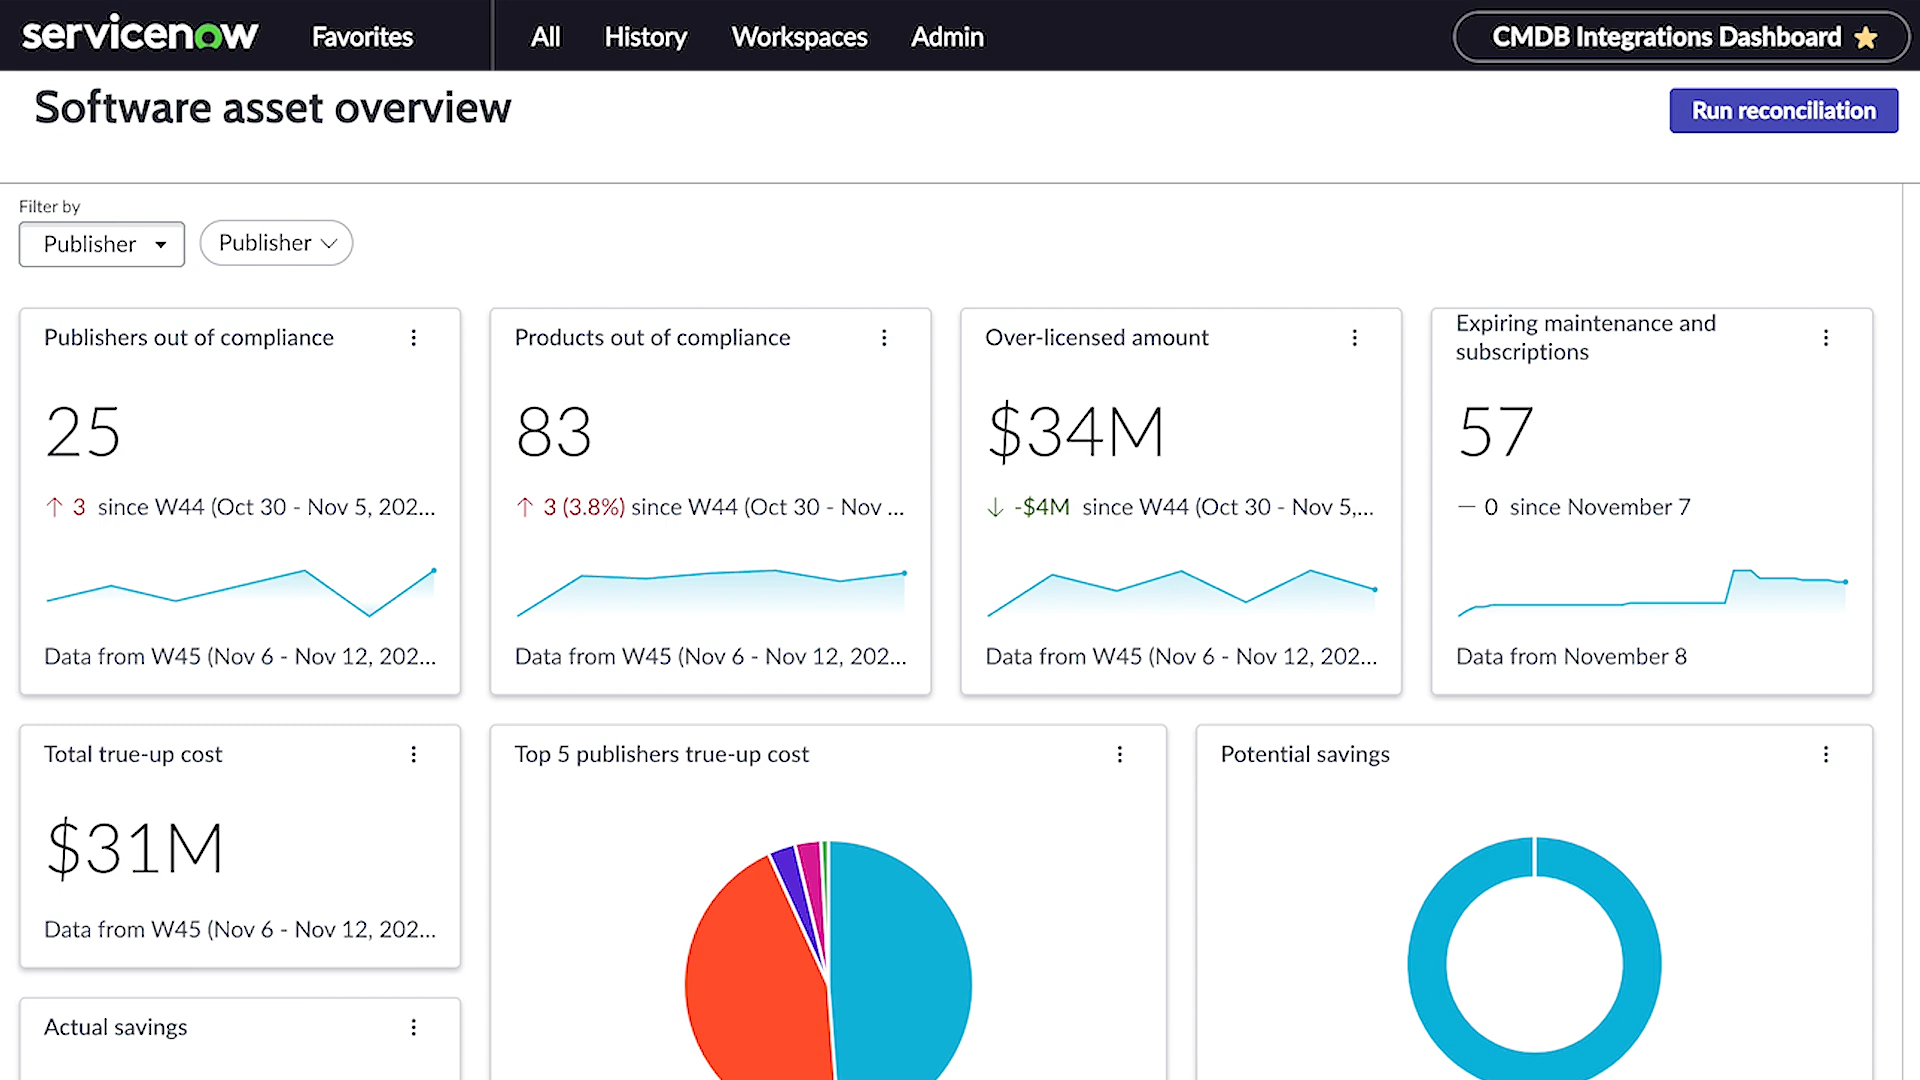 servicenow
Favorites
All
History
Workspaces
Admin
CMDB Integrations Dashboard
Software asset overview
Run reconciliation
Filter by
Publisher
Publisher
Publishers out of compliance
25
3 since W44 (Oct 30 - Nov 5, 202...
Data from W45 (Nov 6 - Nov 12, 202...
Products out of compliance
83
3 (3.8%) since W44 (Oct 30 - Nov ...
Data from W45 (Nov 6 - Nov 12, 202...
Over-licensed amount
$34M
-$4M since W44 (Oct 30 - Nov 5,...
Data from W45 (Nov 6 - Nov 12, 202...
Expiring maintenance and
subscriptions
57
0 since November 7
Data from November 8
Total true-up cost
$31M
Data from W45 (Nov 6 - Nov 12, 202...
Top 5 publishers true-up cost
Potential savings
Actual savings